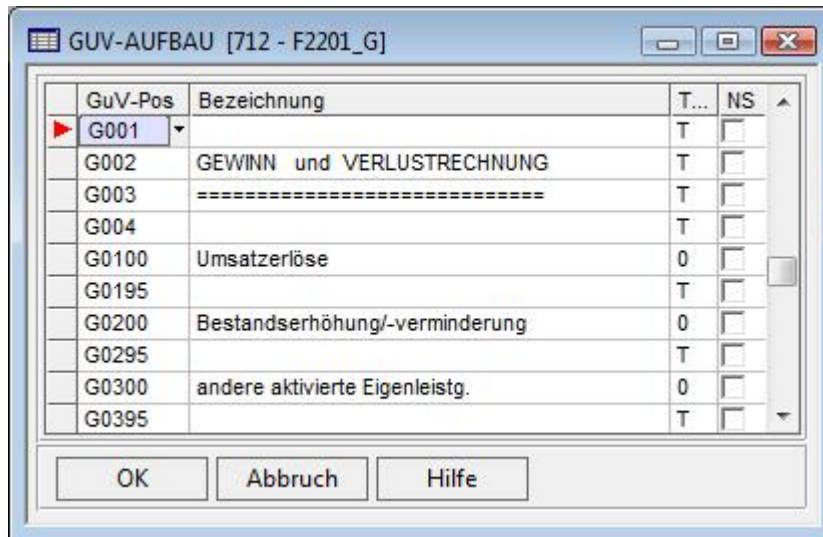 GUV-AUFBAU [712 - F2201_G]
GuV-Pos Bezeichnung T... NS
G001 T
G002 GEWINN und VERLUSTRECHNUNG T
G003 ============================= T
G004 T
G0100 Umsatzerlöse 0
G0195 T
G0200 Bestandserhöhung/-verminderung 0
G0295 T
G0300 andere aktivierte Eigenleistg. 0
G0395 T
OK Abbruch Hilfe